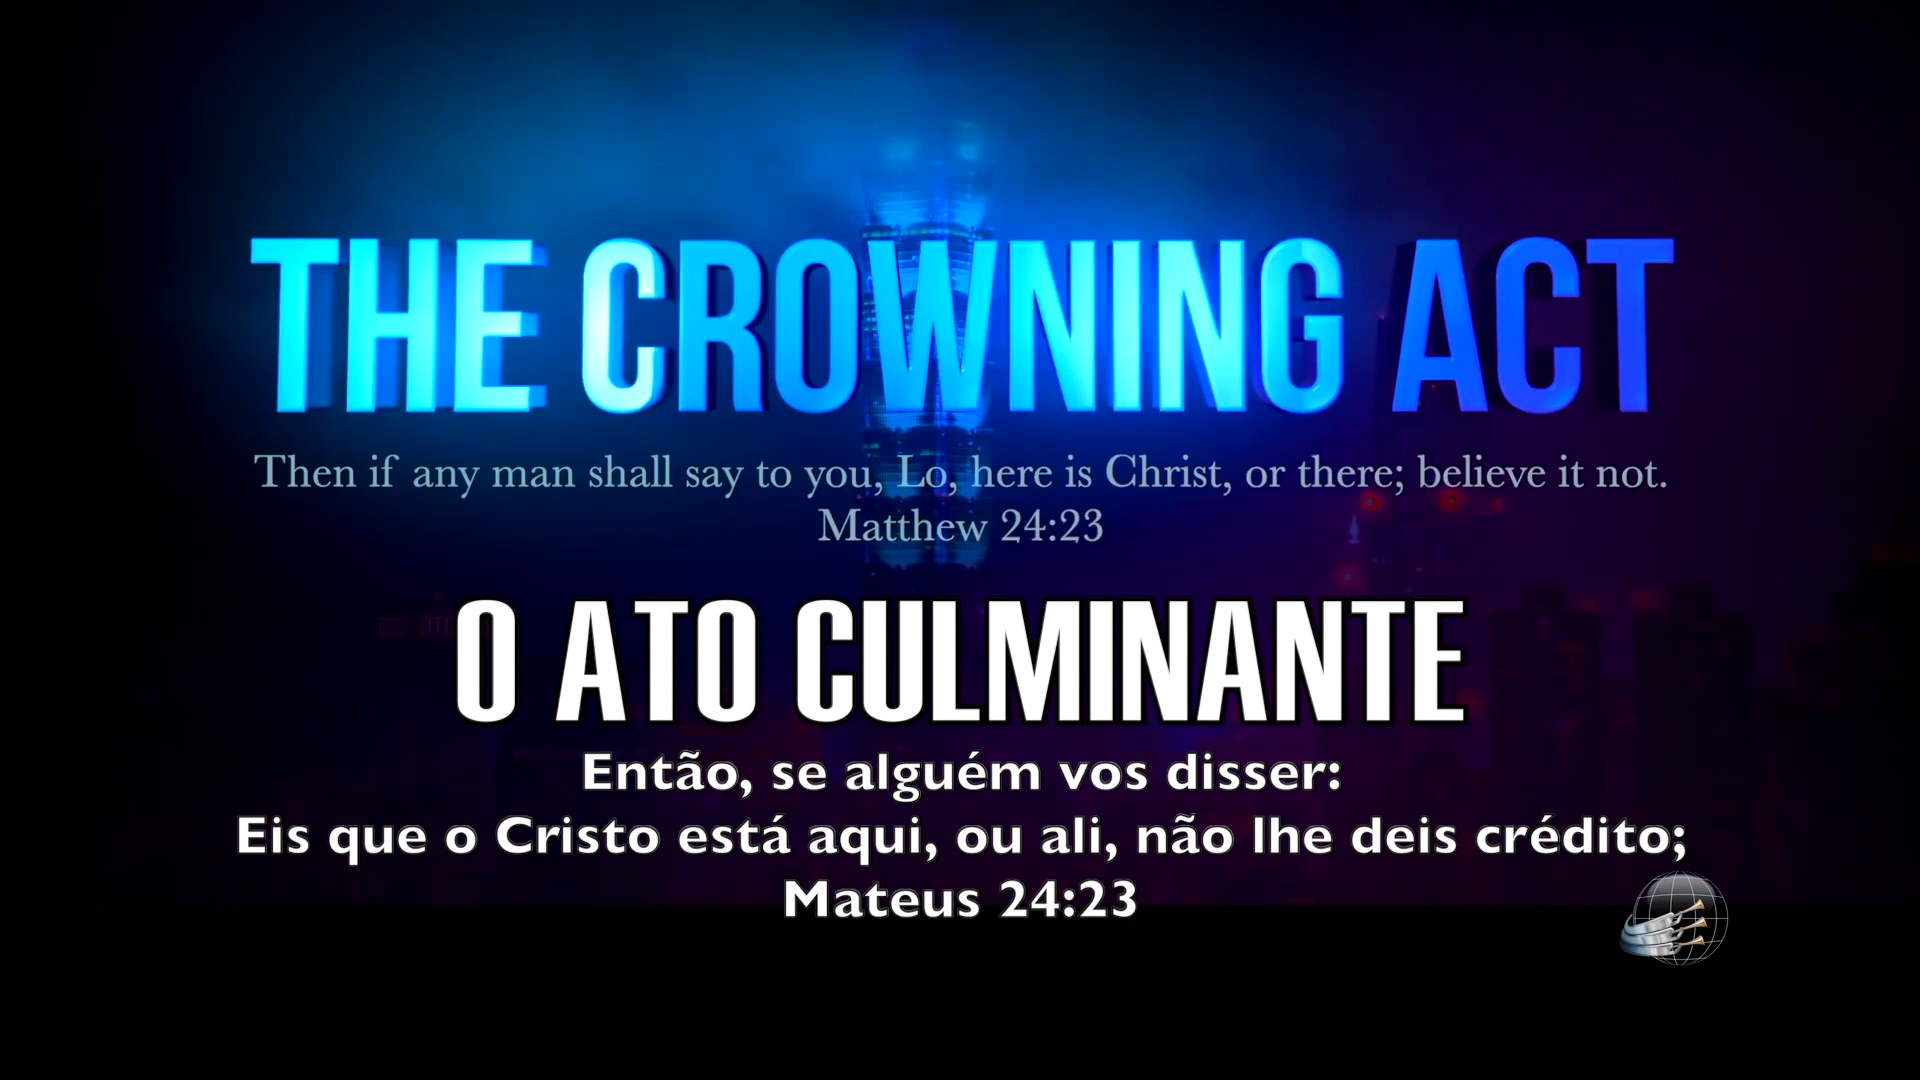 THE CROWNING ACT
Then if any man shall say to you, Lo, here is Christ, or there; believe it not.
Matthew 24:23
O ATO CULMINANTE
Então, se alguém vos disser:
Eis que o Cristo está aqui, ou ali, não lhe deis crédito;
Mateus 24:23